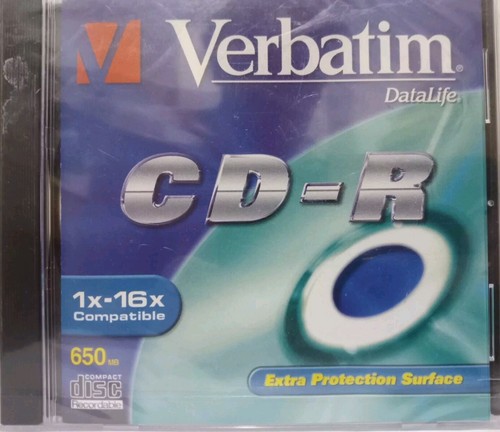 Verbatim®
DataLife®
CD-R
1x-16x
Compatible
650 MB
COMPACT
disc
Recordable
Extra Protection Surface